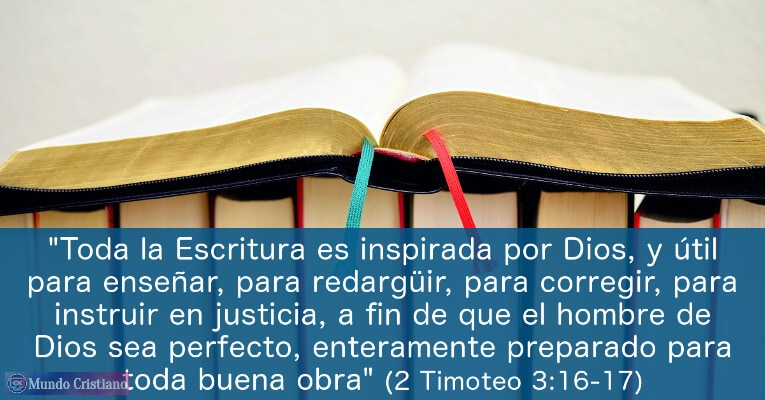 "Toda la Escritura es inspirada por Dios, y útil
para enseñar, para redargüir, para corregir, para
instruir en justicia, a fin de que el hombre de
Dios sea perfecto, enteramente preparado para
toda buena obra" (2 Timoteo 3:16-17)
Mundo Cristiano